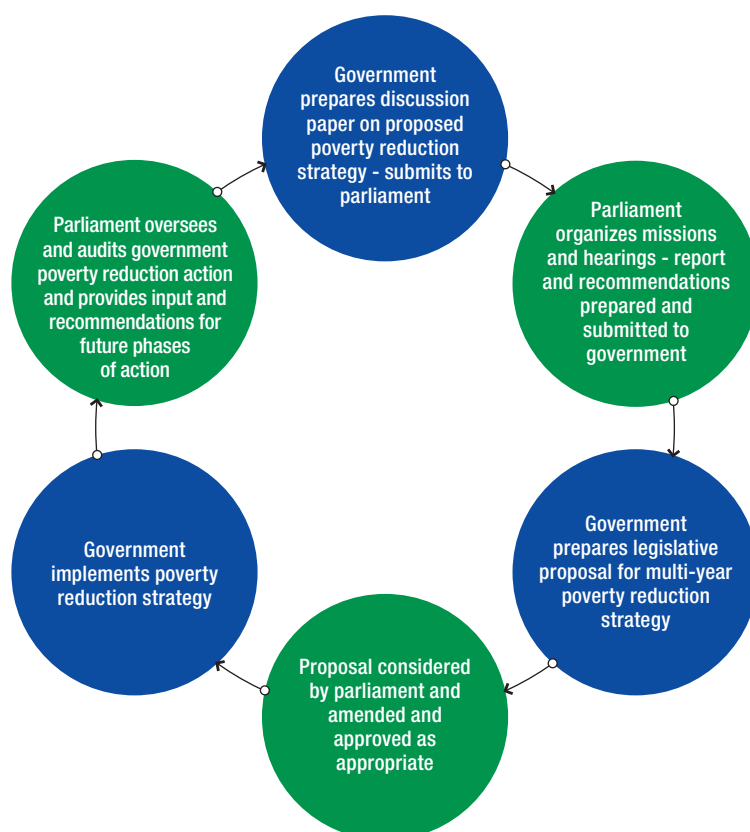 Government
prepares discussion
paper on proposed
poverty reduction
strategy - submits to
parliament
Parliament
organizes missions
and hearings - report
and recommendations
prepared and
submitted to
government
Government
prepares legislative
proposal for multi-year
poverty reduction
strategy
Proposal considered
by parliament and
amended and
approved as
appropriate
Government
implements poverty
reduction strategy
Parliament oversees
and audits government
poverty reduction action
and provides input and
recommendations for
future phases
of action